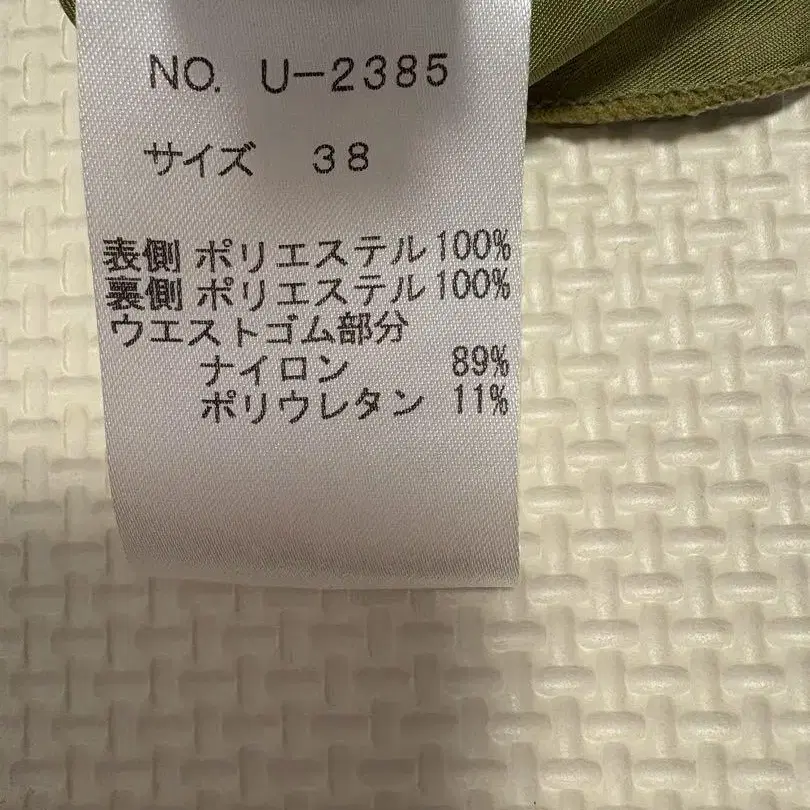 NO. U-2385
サイズ 38
表側 ポリエステル100%
裏側 ポリエステル100%
ウエストゴム部分
ナイロン 89%
ポリウレタン 11%